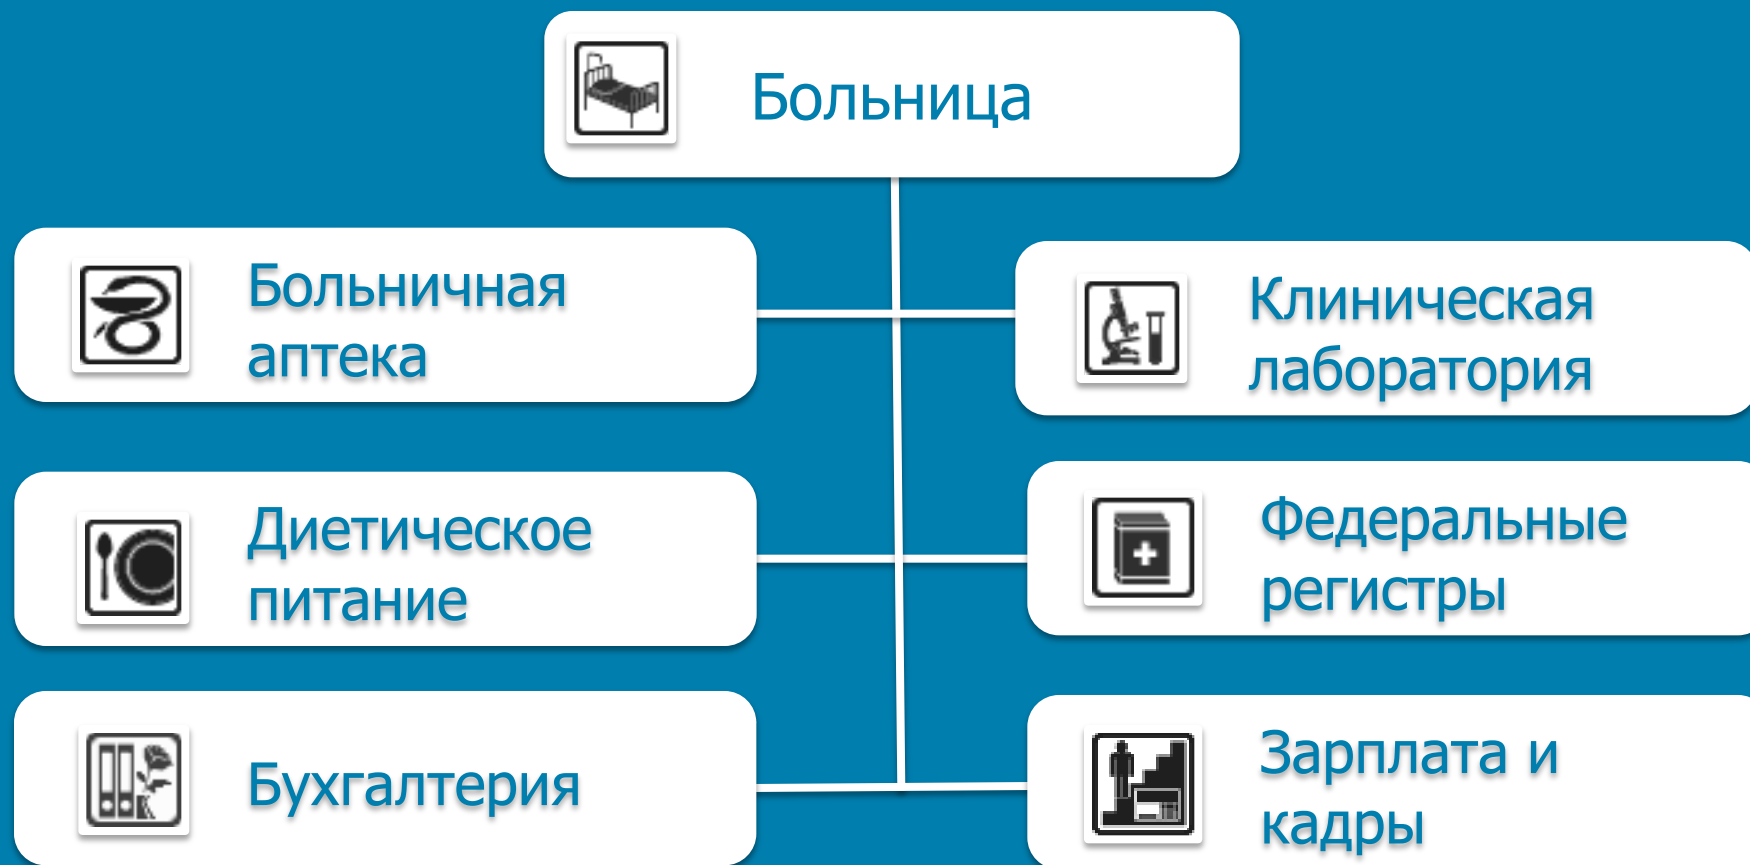 Больница
Больничная
аптека
Клиническая
лаборатория
Диетическое
питание
Федеральные
регистры
Бухгалтерия
Зарплата и
кадры